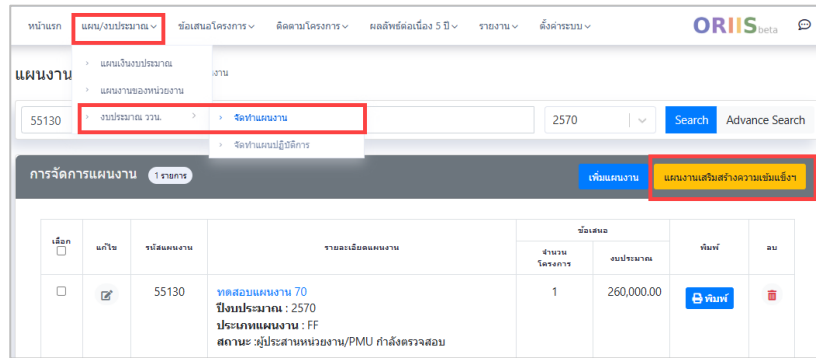 หน้าแรก แผน/งบประมาณ ข้อเสนอโครงการ ติดตามโครงการ ผลลัพธ์ต่อเนื่อง 5 ปี รายงาน ตั้งค่าระบบ ORIIS beta
แผนเงินงบประมาณ
แผนงาน งาน
แผนงานของหน่วยงาน
55130 งบประมาณ ววน. จัดทำแผนงาน 2570 Search Advance Search
จัดทำแผนปฏิบัติการ
การจัดการแผนงาน 1 รายการ เพิ่มแผนงาน แผนงานเสริมสร้างความเข้มแข็งฯ
ข้อเสนอ
เลือก แก้ไข รหัสแผนงาน รายละเอียดแผนงาน จำนวนโครงการ งบประมาณ พิมพ์ ลบ
55130 ทดสอบแผนงาน 70 1 260,000.00 พิมพ์
ปีงบประมาณ : 2570
ประเภทแผนงาน : FF
สถานะ :ผู้ประสานหน่วยงาน/PMU กำลังตรวจสอบ